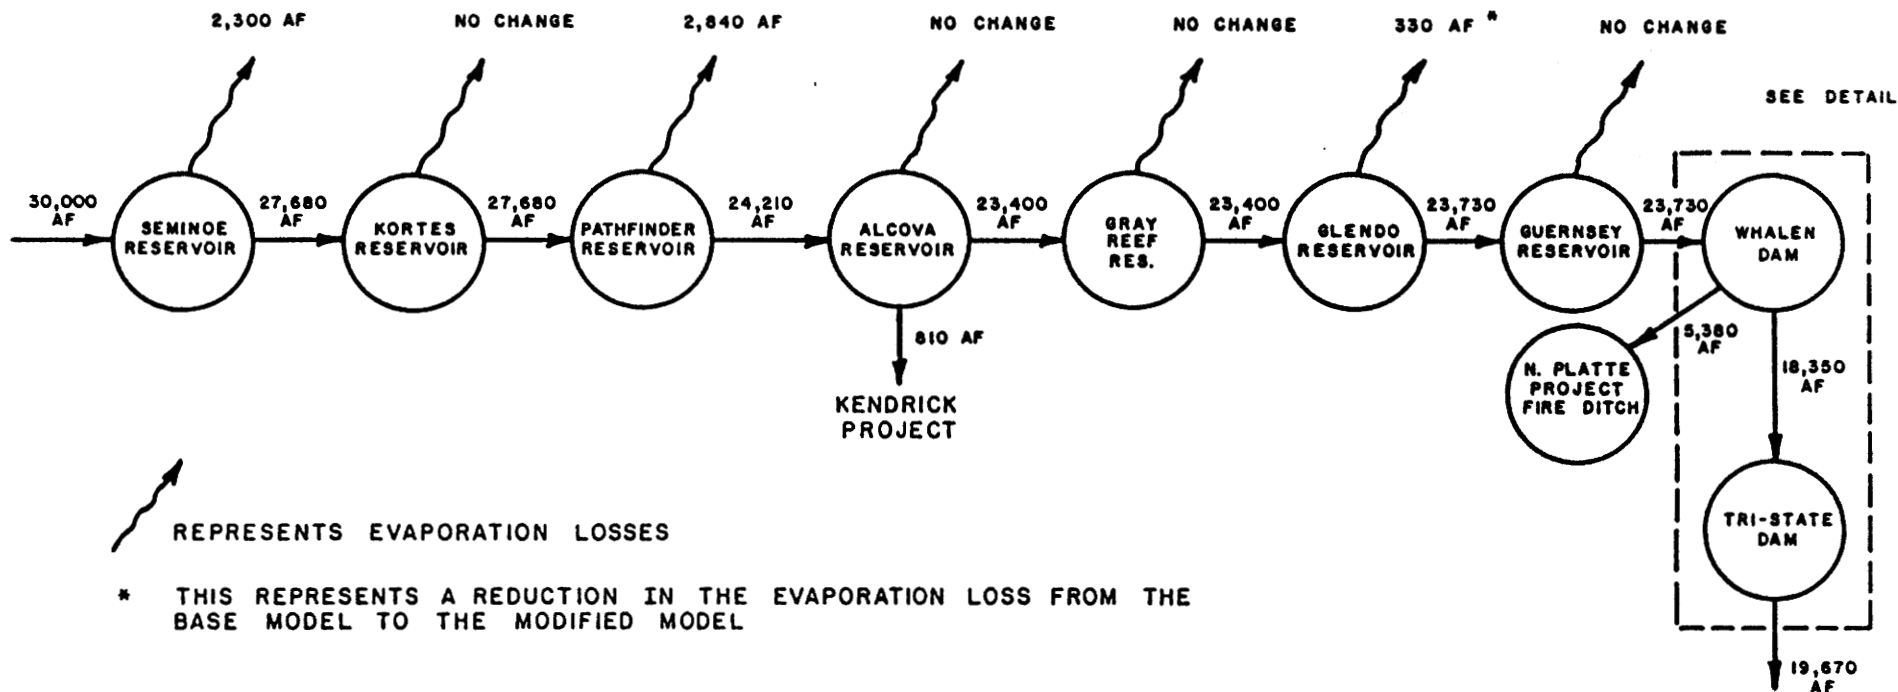 2,300 AF
NO CHANGE
2,840 AF
NO CHANGE
NO CHANGE
330 AF *
NO CHANGE
SEE DETAIL
30,000
AF
SEMINOE
RESERVOIR
27,680
AF
KORTES
RESERVOIR
27,680
AF
PATHFINDER
RESERVOIR
24,210
AF
ALCOVA
RESERVOIR
23,400
AF
GRAY
REEF
RES.
23,400
AF
GLENDO
RESERVOIR
23,730
AF
GUERNSEY
RESERVOIR
23,730
AF
WHALEN
DAM
810 AF
KENDRICK
PROJECT
5,380
AF
N. PLATTE
PROJECT
FIRE DITCH
18,350
AF
TRI-STATE
DAM
19,670
AF
REPRESENTS EVAPORATION LOSSES
* THIS REPRESENTS A REDUCTION IN THE EVAPORATION LOSS FROM THE
BASE MODEL TO THE MODIFIED MODEL